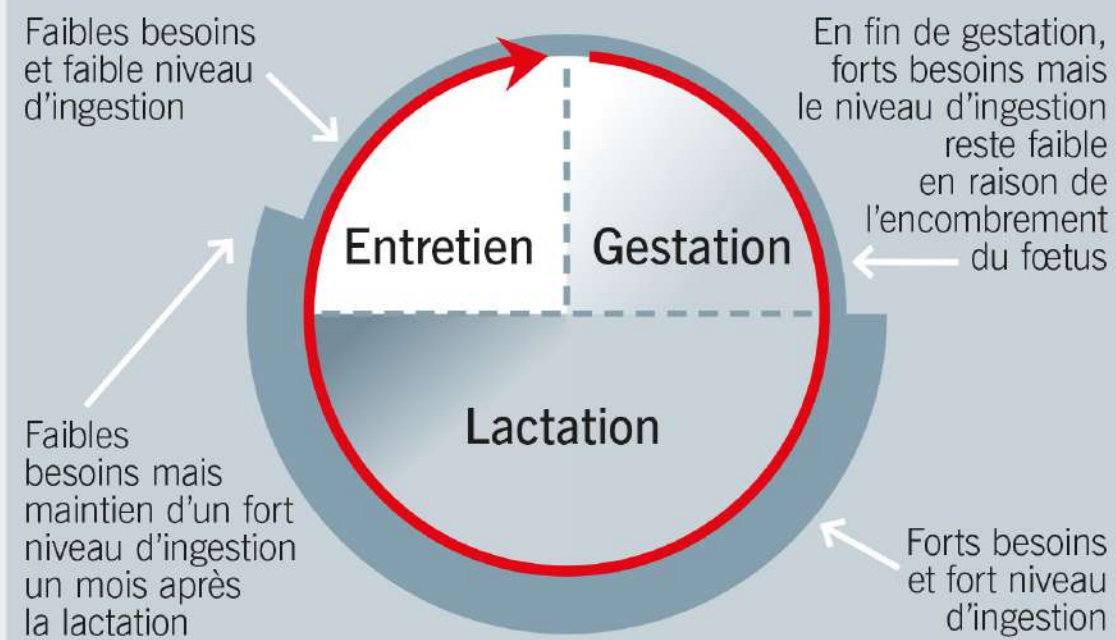 Faibles besoins
et faible niveau
d'ingestion
En fin de gestation,
forts besoins mais
le niveau d'ingestion
reste faible
en raison de
l'encombrement
du fœtus
Entretien
Gestation
Lactation
Faibles
besoins mais
maintien d'un fort
niveau d'ingestion
un mois après
la lactation
Forts besoins
et fort niveau
d'ingestion